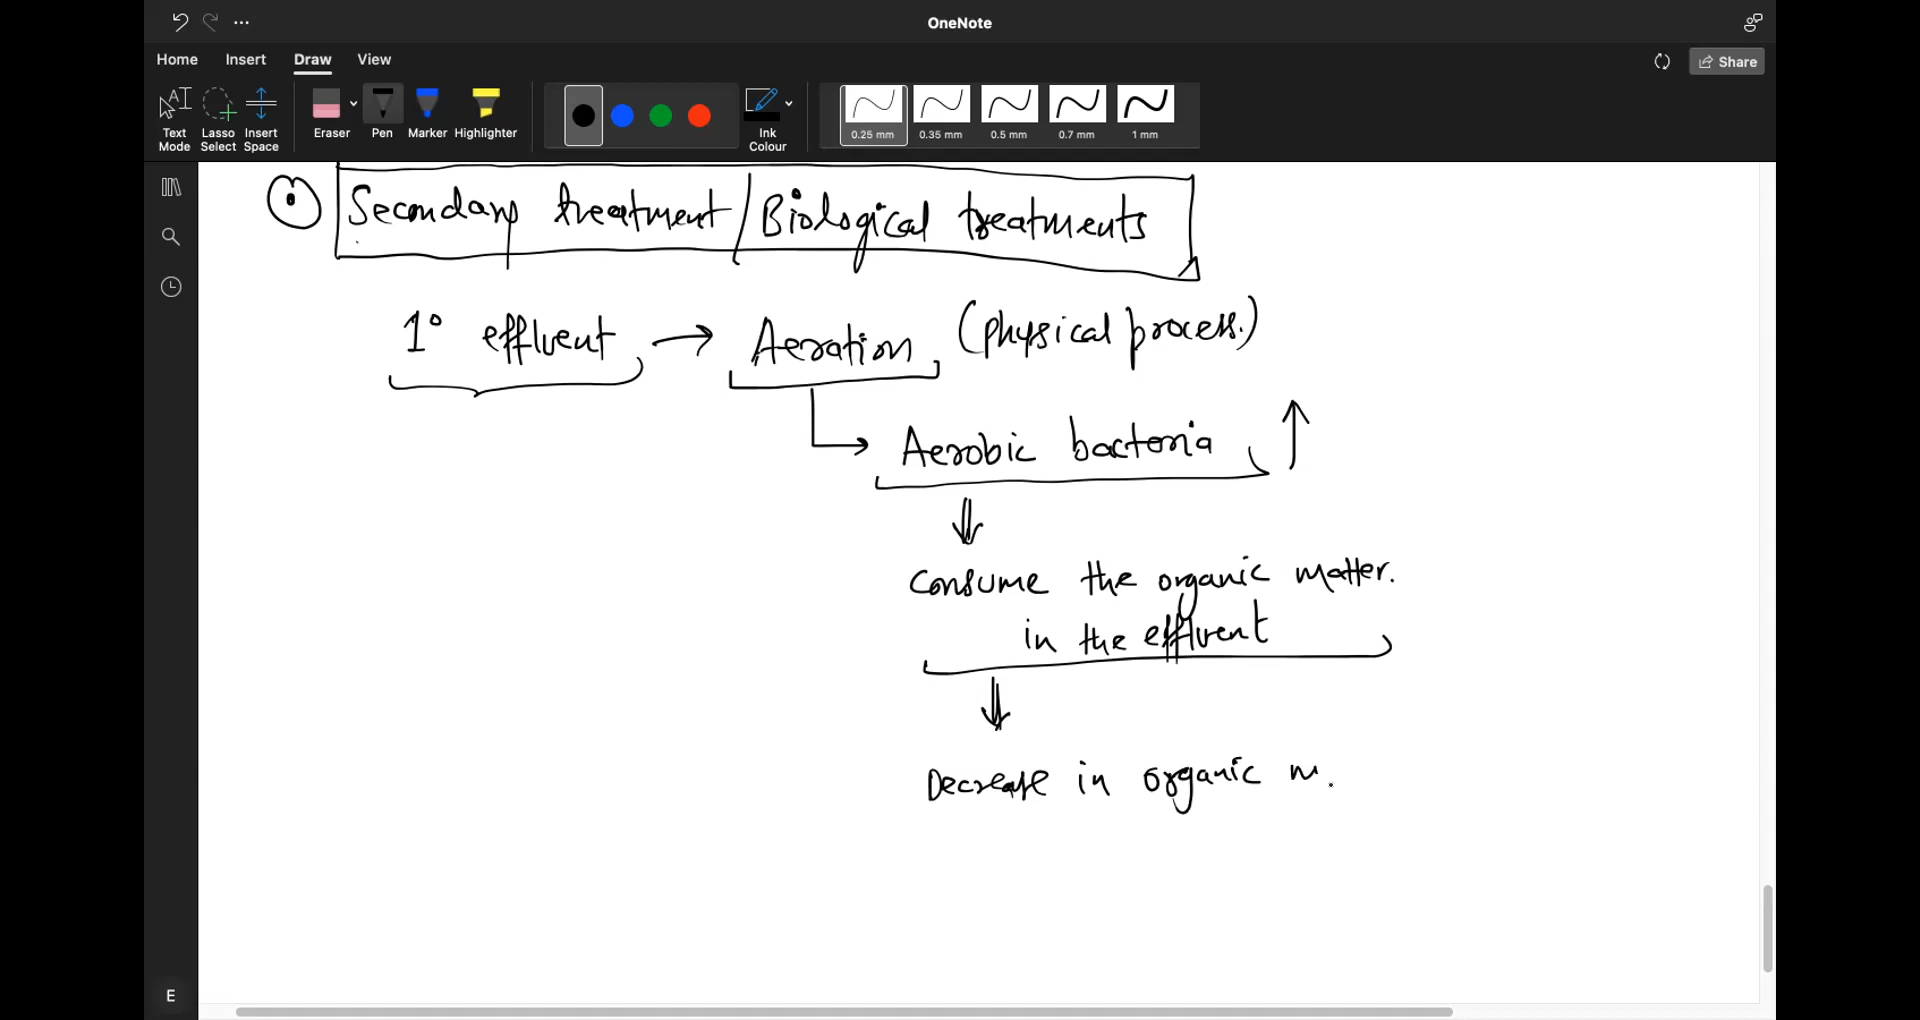 OneNote
Home Insert Draw View
Share
Text Mode
Lasso Select
Insert Space
Eraser
Pen
Marker
Highlighter
Ink Colour
0.25 mm 0.35 mm 0.5 mm 0.7 mm 1 mm
Secondary treatment / Biological treatments
1° effluent → Aeration (physical process.)
Aerobic bacteria ↑
Consume the organic matter.
in the effluent
Decrease in organic m
E